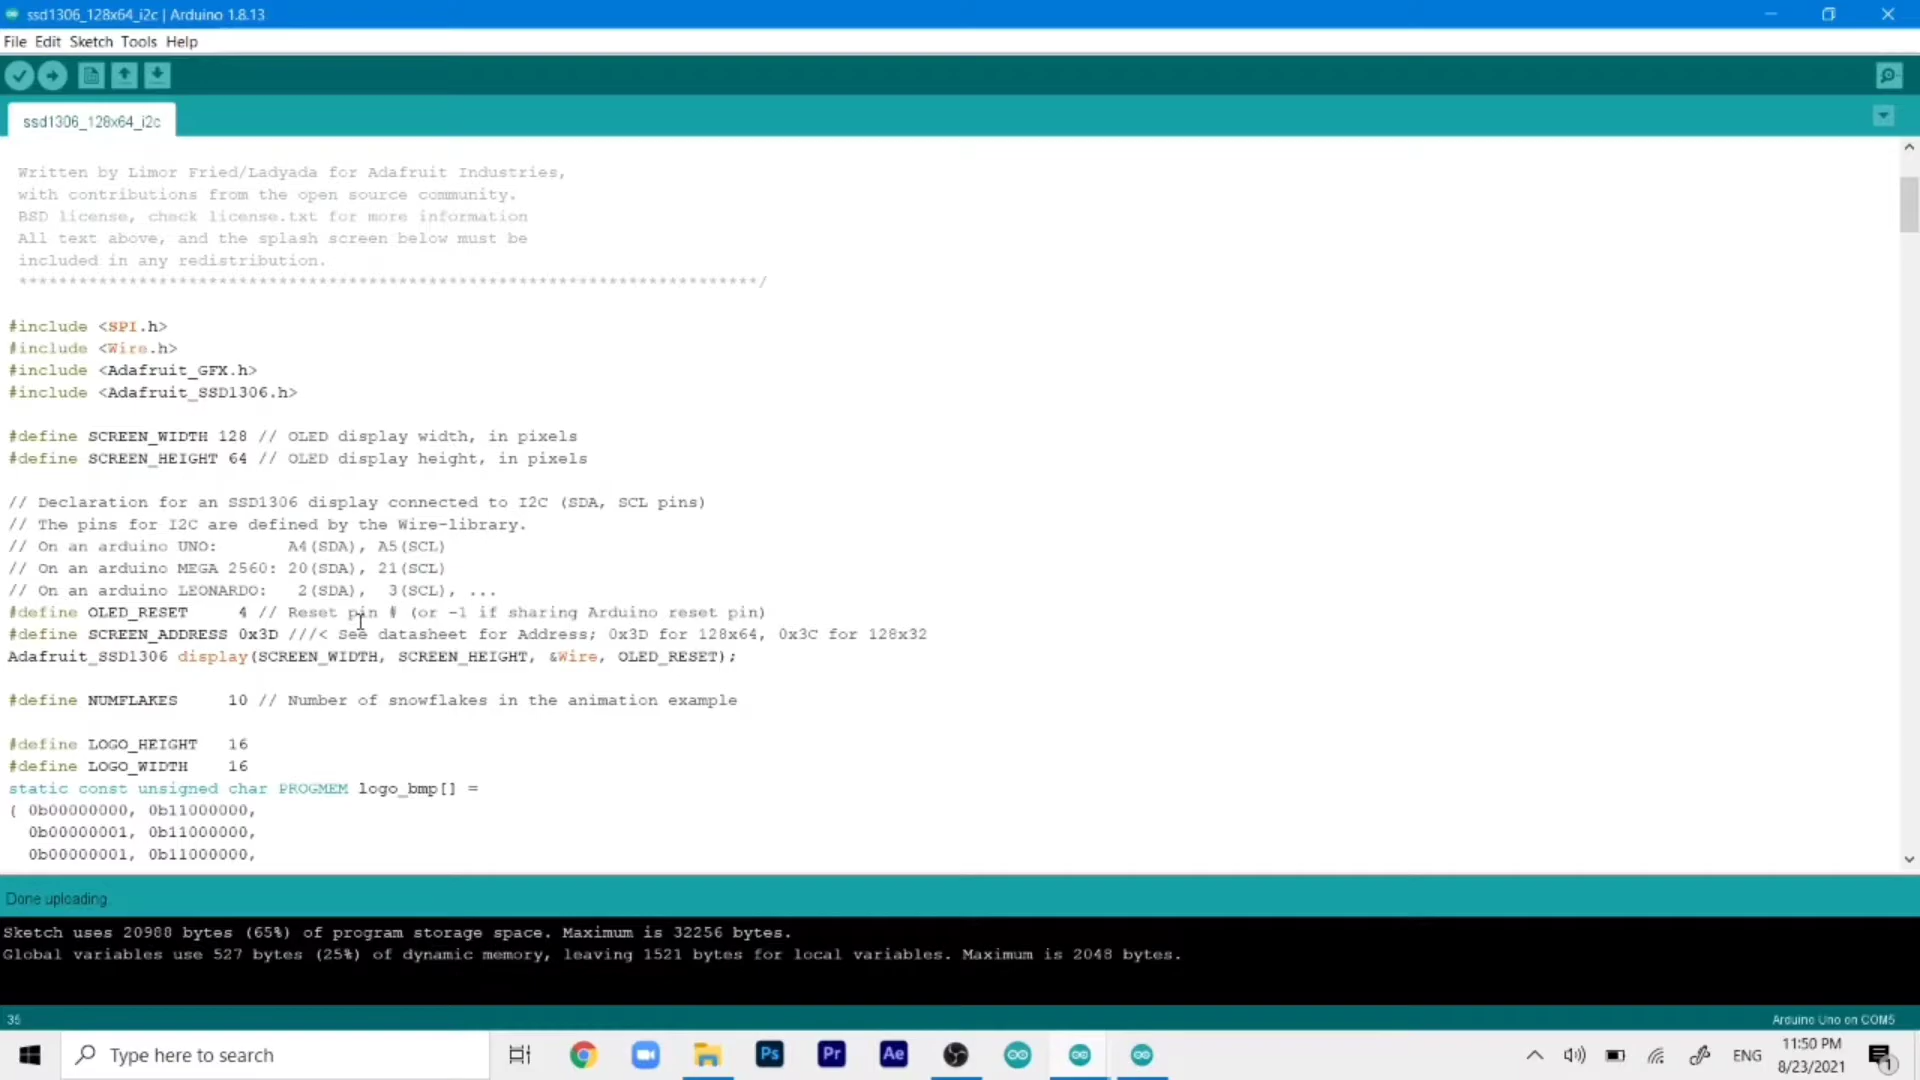 ssd1306_128x64_i2c | Arduino 1.8.13
File Edit Sketch Tools Help
ssd1306_128x64_i2c
Written by Limor Fried/Ladyada for Adafruit Industries,
with contributions from the open source community.
BSD license, check license.txt for more information
All text above, and the splash screen below must be
included in any redistribution.
**************************************************************************/
#include <SPI.h>
#include <Wire.h>
#include <Adafruit_GFX.h>
#include <Adafruit_SSD1306.h>
#define SCREEN_WIDTH 128 // OLED display width, in pixels
#define SCREEN_HEIGHT 64 // OLED display height, in pixels
// Declaration for an SSD1306 display connected to I2C (SDA, SCL pins)
// The pins for I2C are defined by the Wire-library.
// On an arduino UNO:       A4(SDA), A5(SCL)
// On an arduino MEGA 2560: 20(SDA), 21(SCL)
// On an arduino LEONARDO:   2(SDA),  3(SCL), ...
#define OLED_RESET     4 // Reset pin # (or -1 if sharing Arduino reset pin)
#define SCREEN_ADDRESS 0x3D ///< See datasheet for Address; 0x3D for 128x64, 0x3C for 128x32
Adafruit_SSD1306 display(SCREEN_WIDTH, SCREEN_HEIGHT, &Wire, OLED_RESET);
#define NUMFLAKES     10 // Number of snowflakes in the animation example
#define LOGO_HEIGHT   16
#define LOGO_WIDTH    16
static const unsigned char PROGMEM logo_bmp[] =
{ 0b00000000, 0b11000000,
0b00000001, 0b11000000,
0b00000001, 0b11000000,
Done uploading.
Sketch uses 20988 bytes (65%) of program storage space. Maximum is 32256 bytes.
Global variables use 527 bytes (25%) of dynamic memory, leaving 1521 bytes for local variables. Maximum is 2048 bytes.
35
Arduino Uno on COM5
Type here to search
Ps
Pr
Ae
ENG
11:50 PM
8/23/2021
1